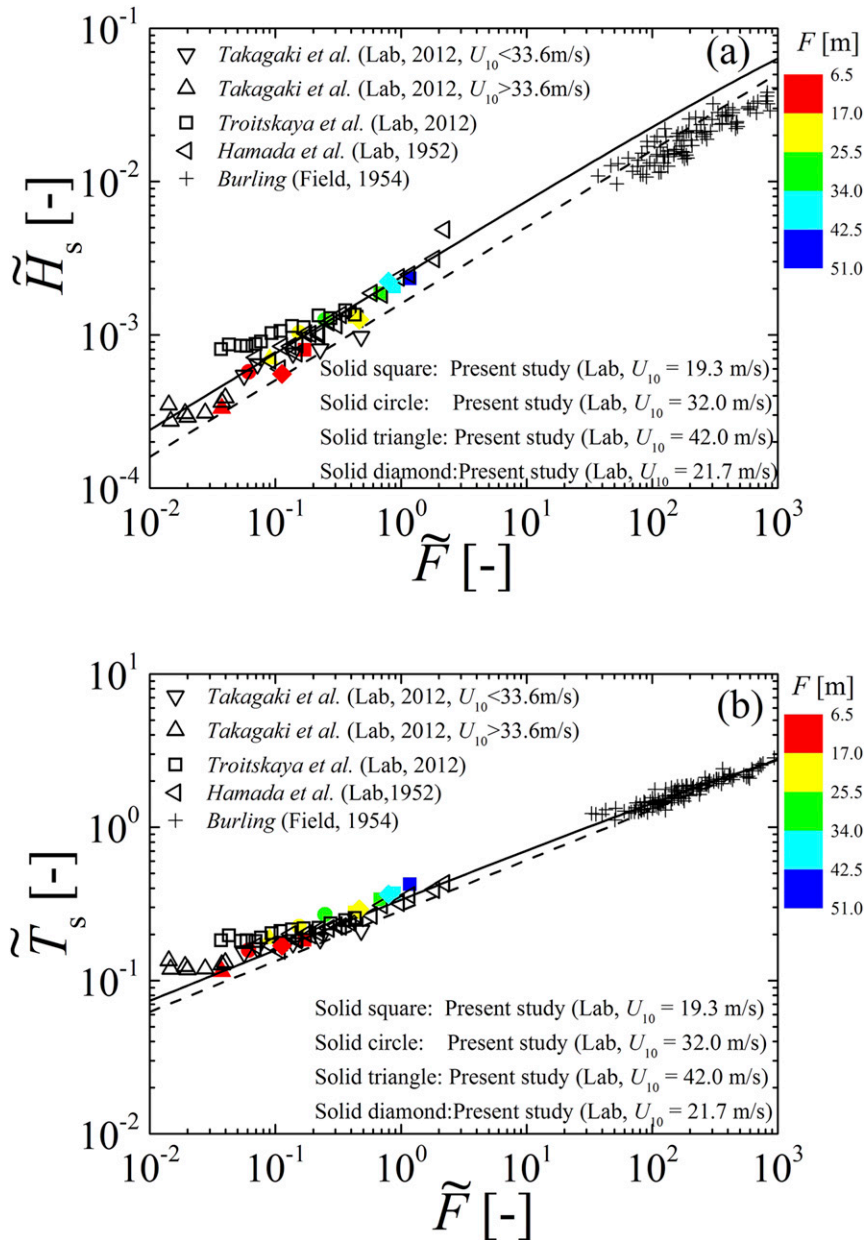 (a)
F [m]
Takagaki et al. (Lab, 2012, U10<33.6m/s)
Takagaki et al. (Lab, 2012, U10>33.6m/s)
Troitskaya et al. (Lab, 2012)
Hamada et al. (Lab, 1952)
Burling (Field, 1954)
6.5
17.0
25.5
34.0
42.5
51.0
10^-1
10^-2
10^-3
10^-4
H̃s [-]
Solid square: Present study (Lab, U10 = 19.3 m/s)
Solid circle: Present study (Lab, U10 = 32.0 m/s)
Solid triangle: Present study (Lab, U10 = 42.0 m/s)
Solid diamond:Present study (Lab, U10 = 21.7 m/s)
10^-2 10^-1 10^0 10^1 10^2 10^3
F̃ [-]
(b)
F [m]
Takagaki et al. (Lab, 2012, U10<33.6m/s)
Takagaki et al. (Lab, 2012, U10>33.6m/s)
Troitskaya et al. (Lab, 2012)
Hamada et al. (Lab,1952)
Burling (Field, 1954)
6.5
17.0
25.5
34.0
42.5
51.0
10^1
10^0
10^-1
10^-2
T̃s [-]
Solid square: Present study (Lab, U10 = 19.3 m/s)
Solid circle: Present study (Lab, U10 = 32.0 m/s)
Solid triangle: Present study (Lab, U10 = 42.0 m/s)
Solid diamond:Present study (Lab, U10 = 21.7 m/s)
10^-2 10^-1 10^0 10^1 10^2 10^3
F̃ [-]